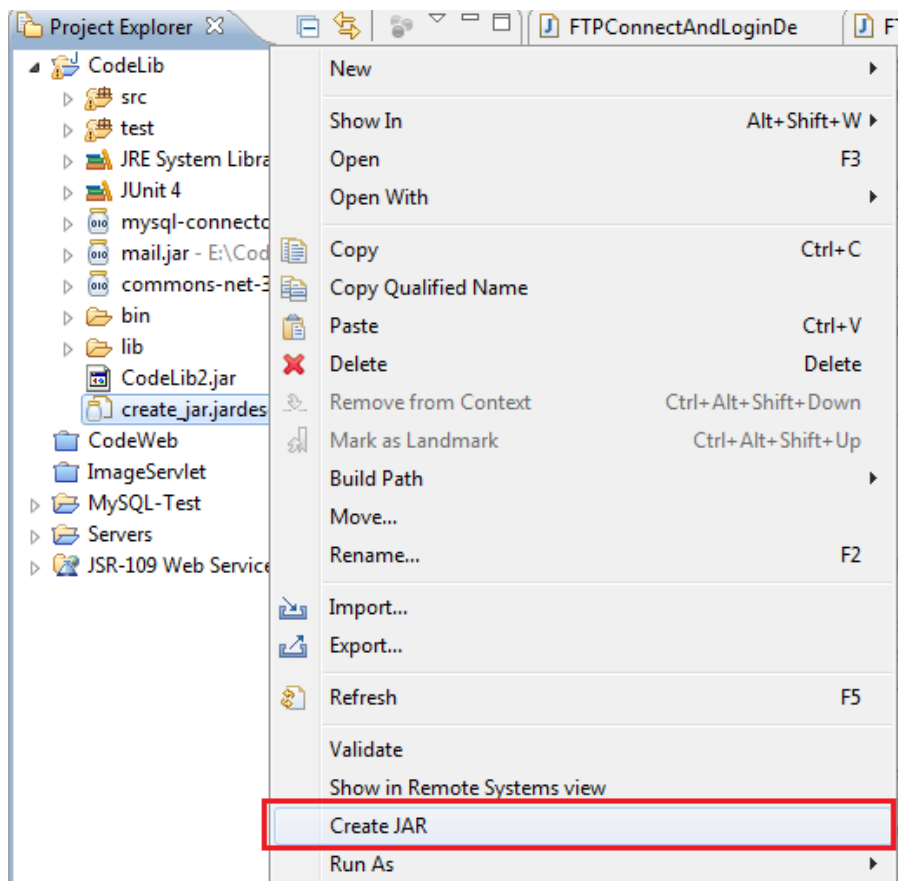 Project Explorer
FTPConnectAndLoginDe
CodeLib
src
test
JRE System Libra
JUnit 4
mysql-connecto
mail.jar - E:\Cod
commons-net-3
bin
lib
CodeLib2.jar
create_jar.jardes
CodeWeb
ImageServlet
MySQL-Test
Servers
JSR-109 Web Service
New
Show In Alt+Shift+W
Open F3
Open With
Copy Ctrl+C
Copy Qualified Name
Paste Ctrl+V
Delete Delete
Remove from Context Ctrl+Alt+Shift+Down
Mark as Landmark Ctrl+Alt+Shift+Up
Build Path
Move...
Rename... F2
Import...
Export...
Refresh F5
Validate
Show in Remote Systems view
Create JAR
Run As